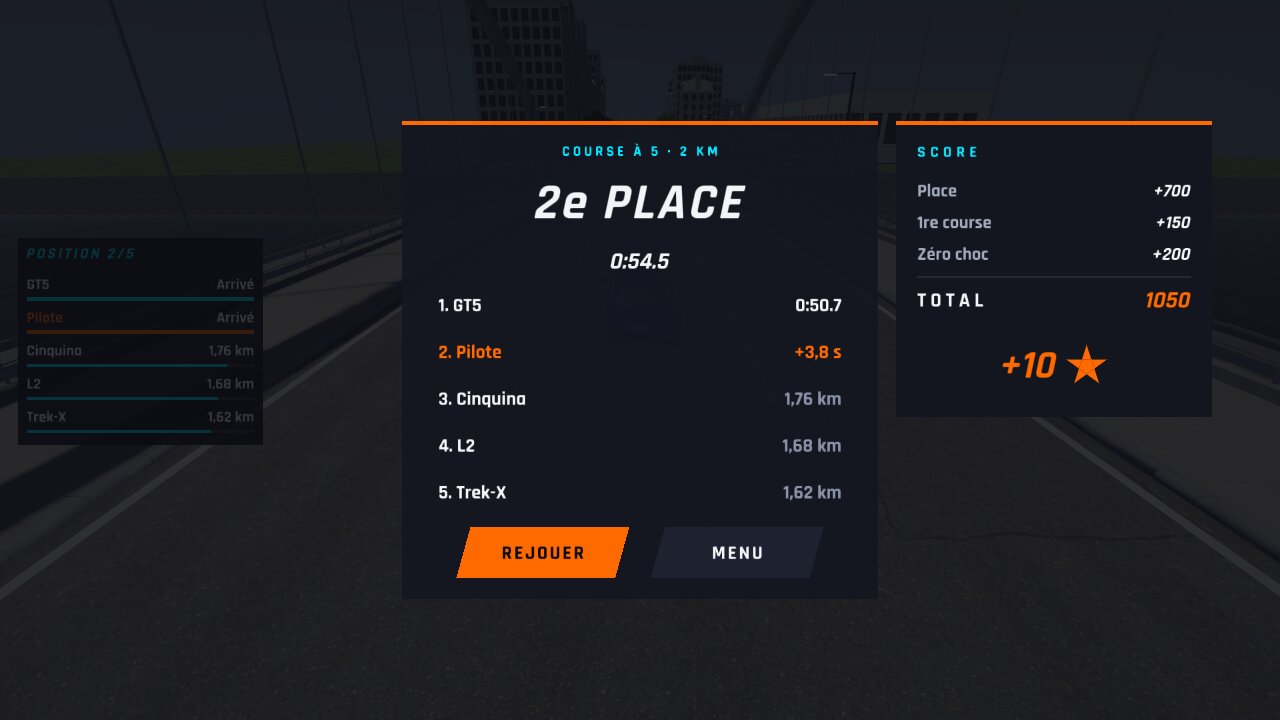 COURSE À 5 · 2 KM
2e PLACE
0:54.5
1. GT5 0:50.7
2. Pilote +3,8 s
3. Cinquina 1,76 km
4. L2 1,68 km
5. Trek-X 1,62 km
REJOUER MENU
SCORE
Place +700
1re course +150
Zéro choc +200
TOTAL 1050
+10
POSITION 2/5
GT5 Arrivé
Pilote Arrivé
Cinquina 1,76 km
L2 1,68 km
Trek-X 1,62 km